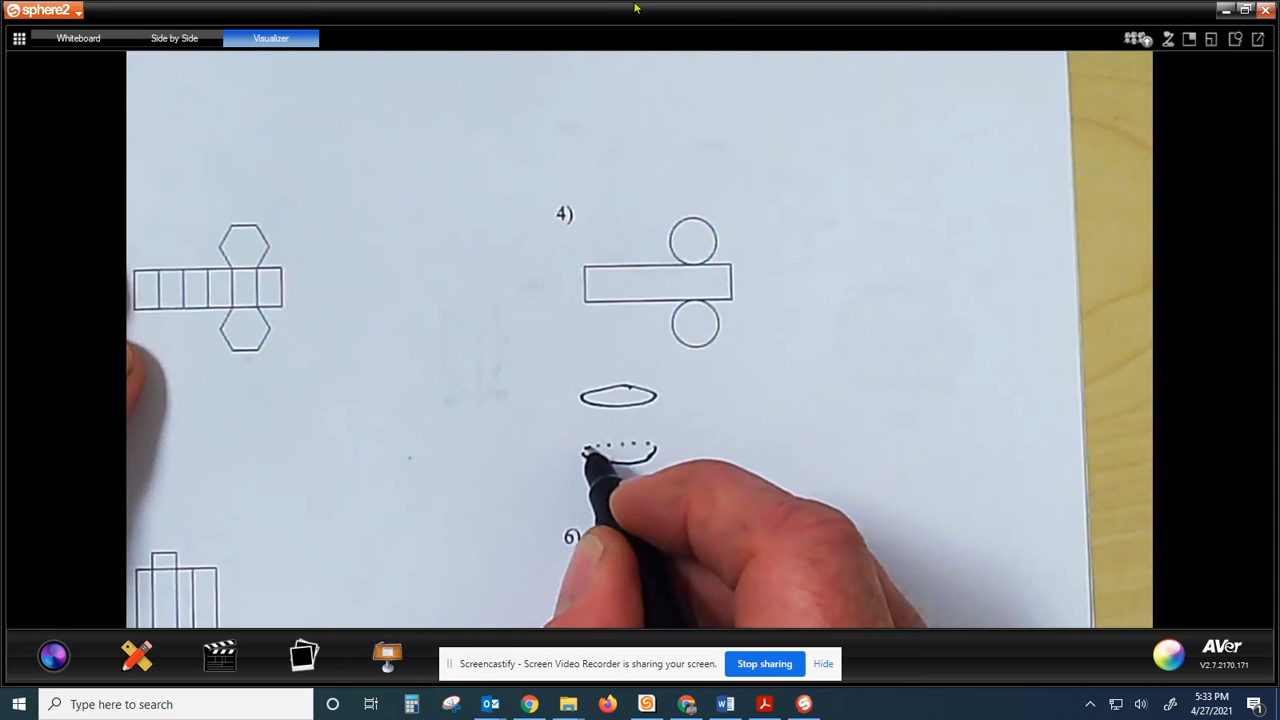 sphere2
Whiteboard Side by Side Visualizer
4)
6)
Screencastify - Screen Video Recorder is sharing your screen. Stop sharing Hide
AVer
V2.7.2170.171
Type here to search
5:33 PM
4/27/2021